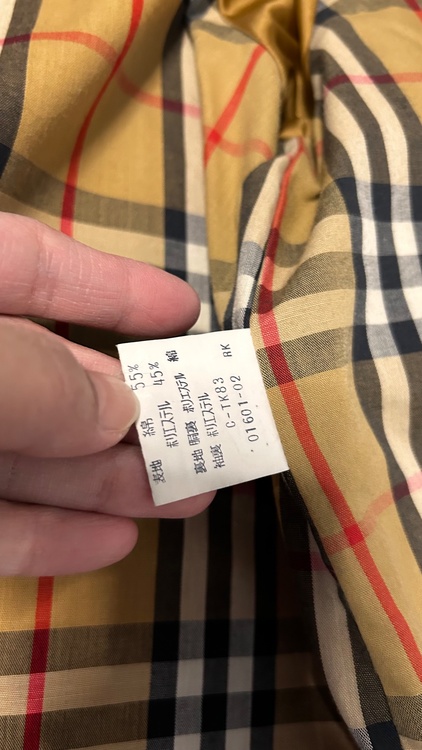 表地 綿 55%
ポリエステル 45%
裏地 胴裏 ポリエステル 綿
袖裏 ポリエステル
C-TK83 RK
01601-02